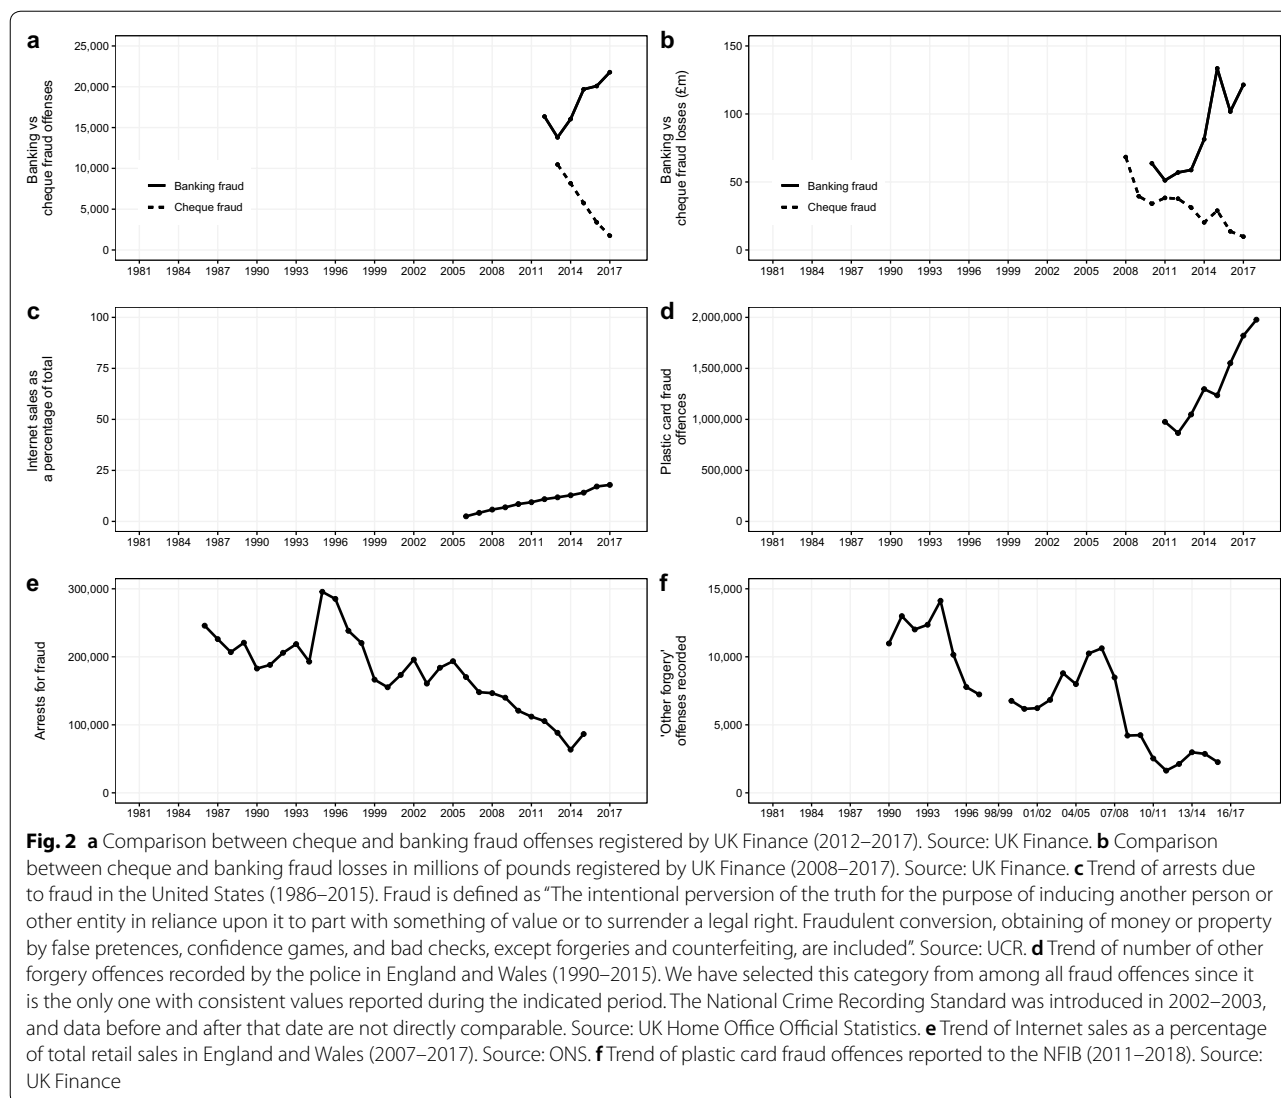 a
Banking vs
cheque fraud offenses
25,000
20,000
15,000
10,000
5,000
0
Banking fraud
Cheque fraud
1981 1984 1987 1990 1993 1996 1999 2002 2005 2008 2011 2014 2017
b
Banking vs
cheque fraud losses (£m)
150
100
50
0
Banking fraud
Cheque fraud
1981 1984 1987 1990 1993 1996 1999 2002 2005 2008 2011 2014 2017
c
Internet sales as
a percentage of total
100
75
50
25
0
1981 1984 1987 1990 1993 1996 1999 2002 2005 2008 2011 2014 2017
d
Plastic card fraud
offences
2,000,000
1,500,000
1,000,000
500,000
0
1981 1984 1987 1990 1993 1996 1999 2002 2005 2008 2011 2014 2017
e
Arrests for fraud
300,000
200,000
100,000
0
1981 1984 1987 1990 1993 1996 1999 2002 2005 2008 2011 2014 2017
f
'Other forgery'
offenses recorded
15,000
10,000
5,000
0
1981 1984 1987 1990 1993 1996 98/99 01/02 04/05 07/08 10/11 13/14 16/17
Fig. 2 a Comparison between cheque and banking fraud offenses registered by UK Finance (2012–2017). Source: UK Finance. b Comparison
between cheque and banking fraud losses in millions of pounds registered by UK Finance (2008–2017). Source: UK Finance. c Trend of arrests due
to fraud in the United States (1986–2015). Fraud is defined as “The intentional perversion of the truth for the purpose of inducing another person or
other entity in reliance upon it to part with something of value or to surrender a legal right. Fraudulent conversion, obtaining of money or property
by false pretences, confidence games, and bad checks, except forgeries and counterfeiting, are included”. Source: UCR. d Trend of number of other
forgery offences recorded by the police in England and Wales (1990–2015). We have selected this category from among all fraud offences since it
is the only one with consistent values reported during the indicated period. The National Crime Recording Standard was introduced in 2002–2003,
and data before and after that date are not directly comparable. Source: UK Home Office Official Statistics. e Trend of Internet sales as a percentage
of total retail sales in England and Wales (2007–2017). Source: ONS. f Trend of plastic card fraud offences reported to the NFIB (2011–2018). Source:
UK Finance